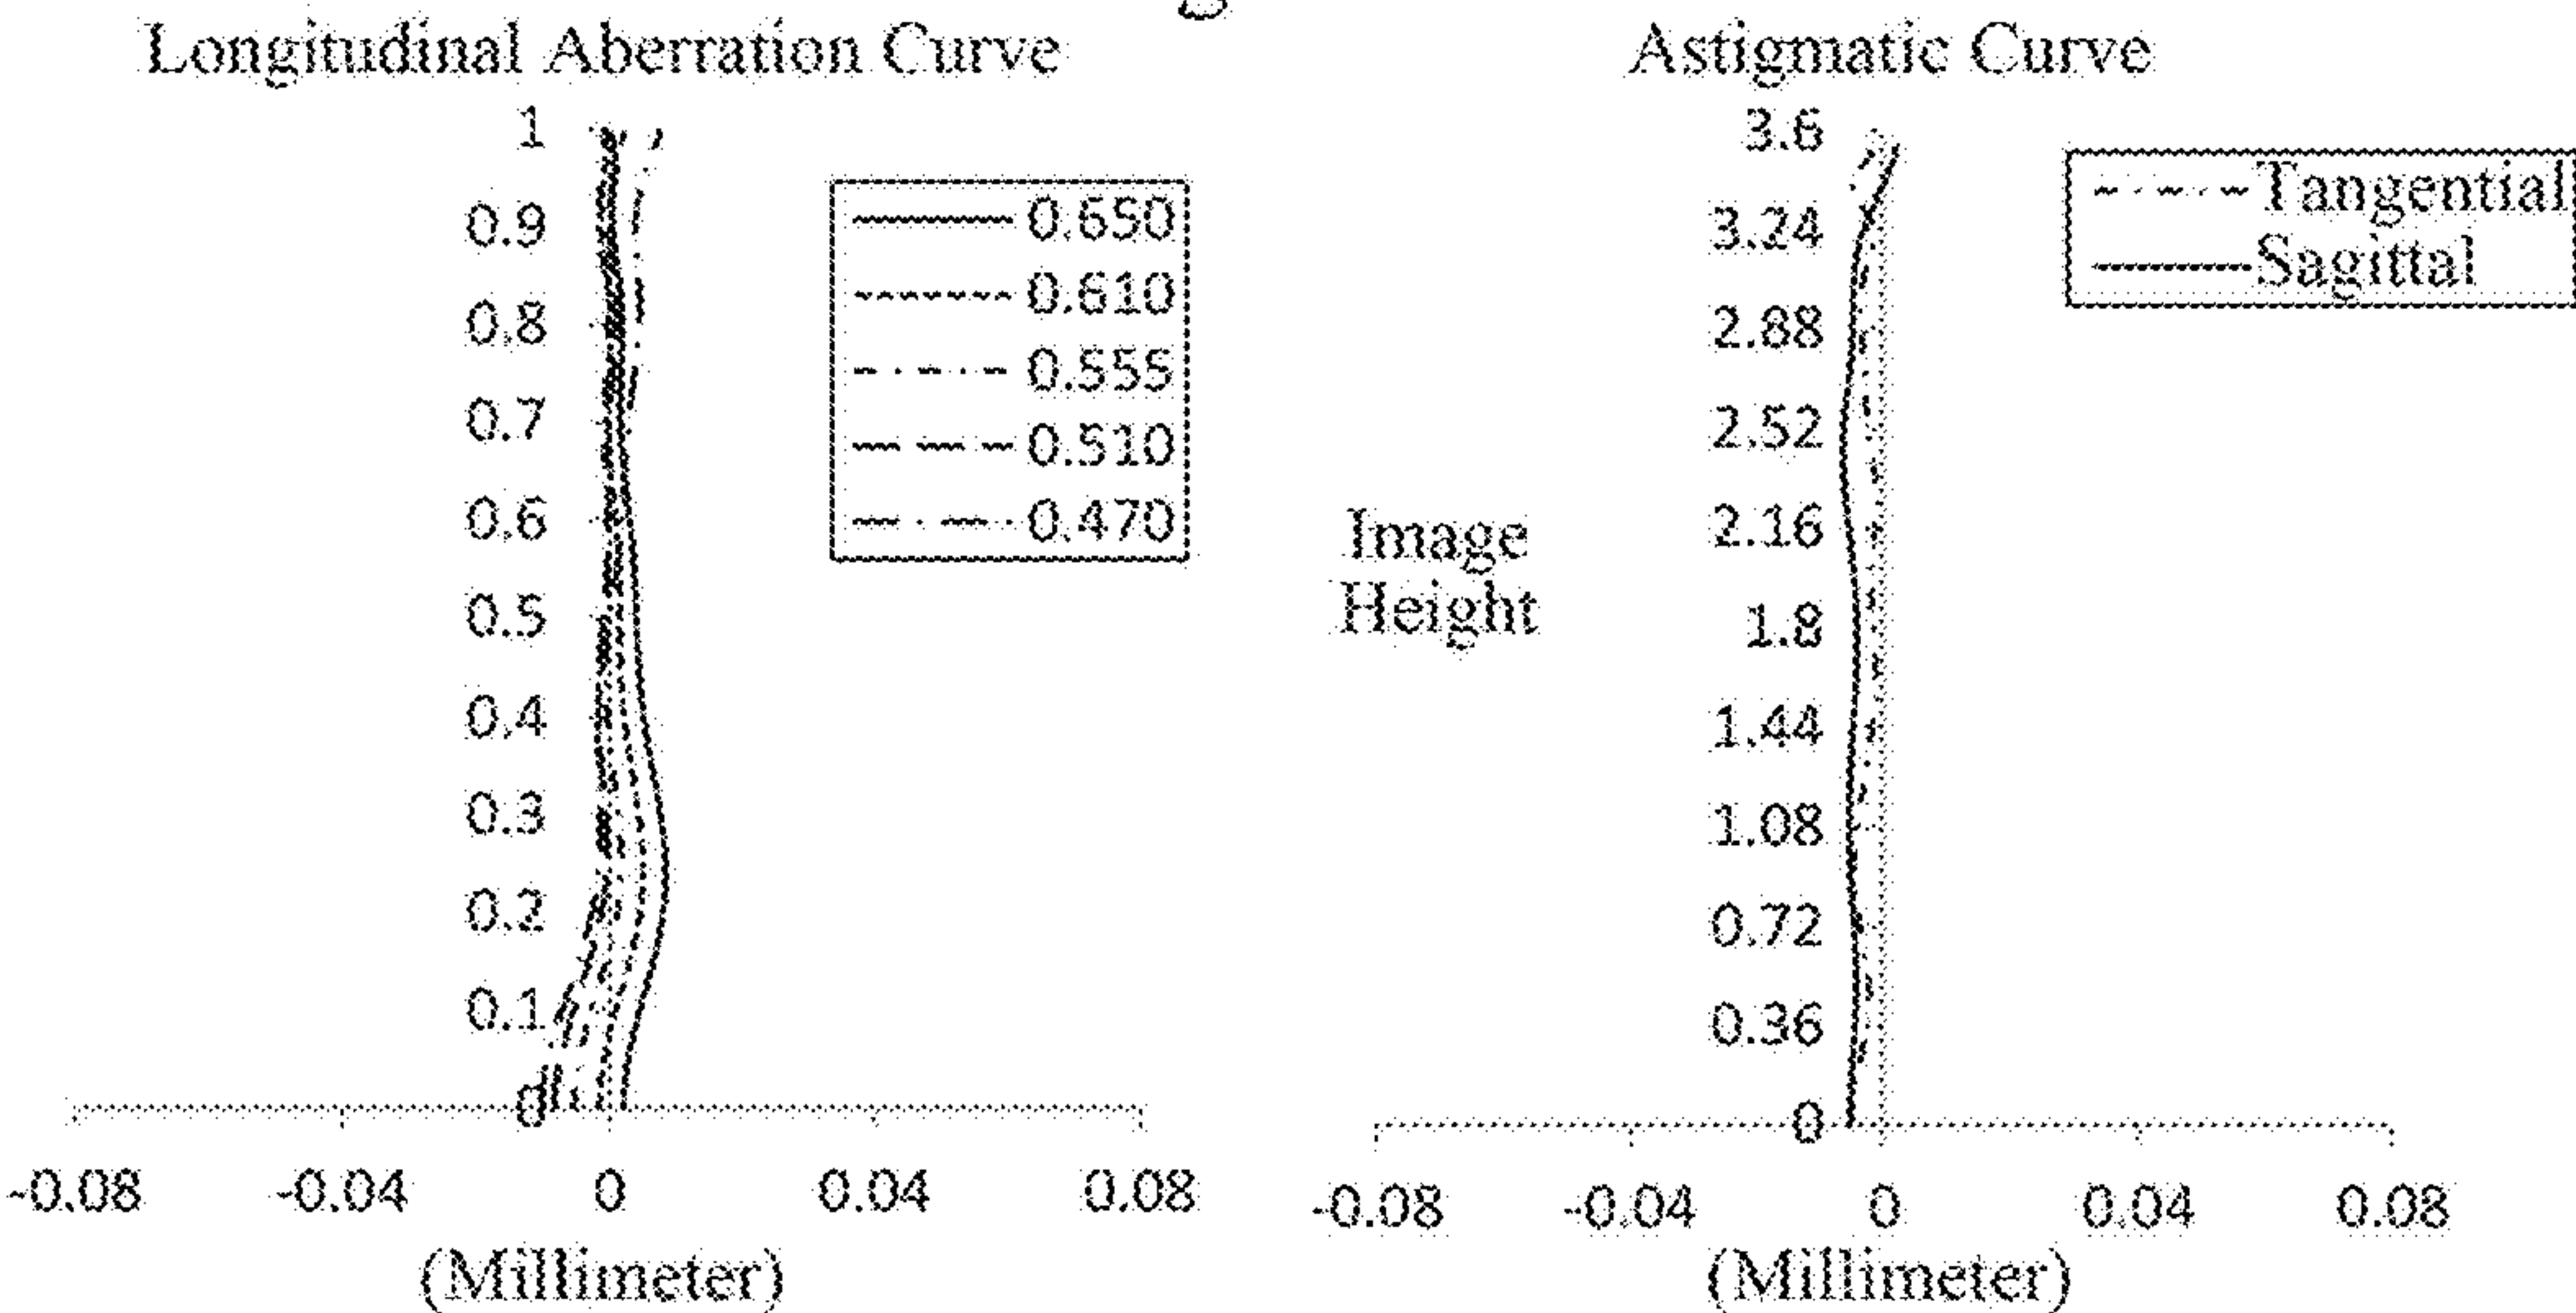 Longitudinal Aberration Curve
1
0.9
0.8
0.7
0.6
0.5
0.4
0.3
0.2
0.1
0
-0.08 -0.04 0 0.04 0.08
(Millimeter)
0.650
0.610
0.555
0.510
0.470
Astigmatic Curve
Image
Height
3.6
3.24
2.88
2.52
2.16
1.8
1.44
1.08
0.72
0.36
0
-0.08 -0.04 0 0.04 0.08
(Millimeter)
Tangential
Sagittal